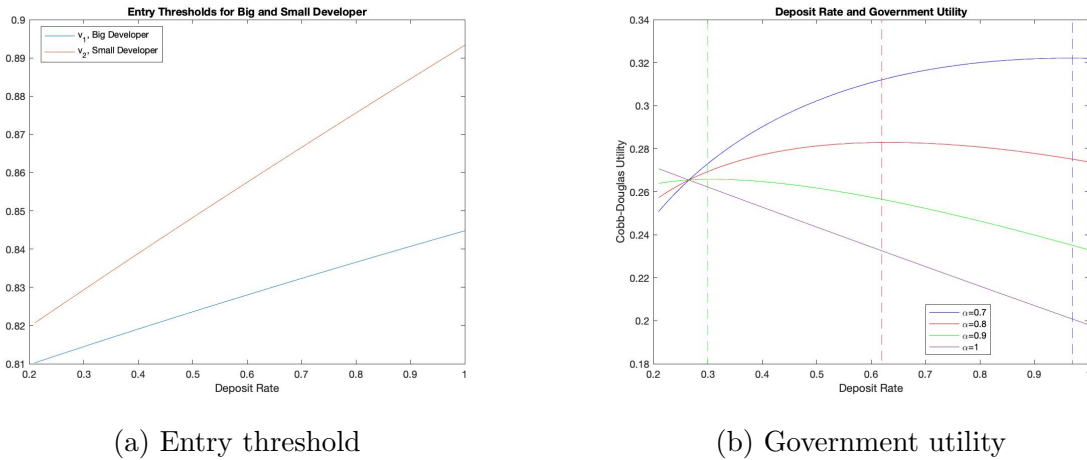 Entry Thresholds for Big and Small Developer
v1, Big Developer
v2, Small Developer
0.9
0.89
0.88
0.87
0.86
0.85
0.84
0.83
0.82
0.81
0.2 0.3 0.4 0.5 0.6 0.7 0.8 0.9 1
Deposit Rate
(a) Entry threshold
Deposit Rate and Government Utility
Cobb-Douglas Utility
0.34
0.32
0.3
0.28
0.26
0.24
0.22
0.2
0.18
α=0.7
α=0.8
α=0.9
α=1
0.2 0.3 0.4 0.5 0.6 0.7 0.8 0.9 1
Deposit Rate
(b) Government utility